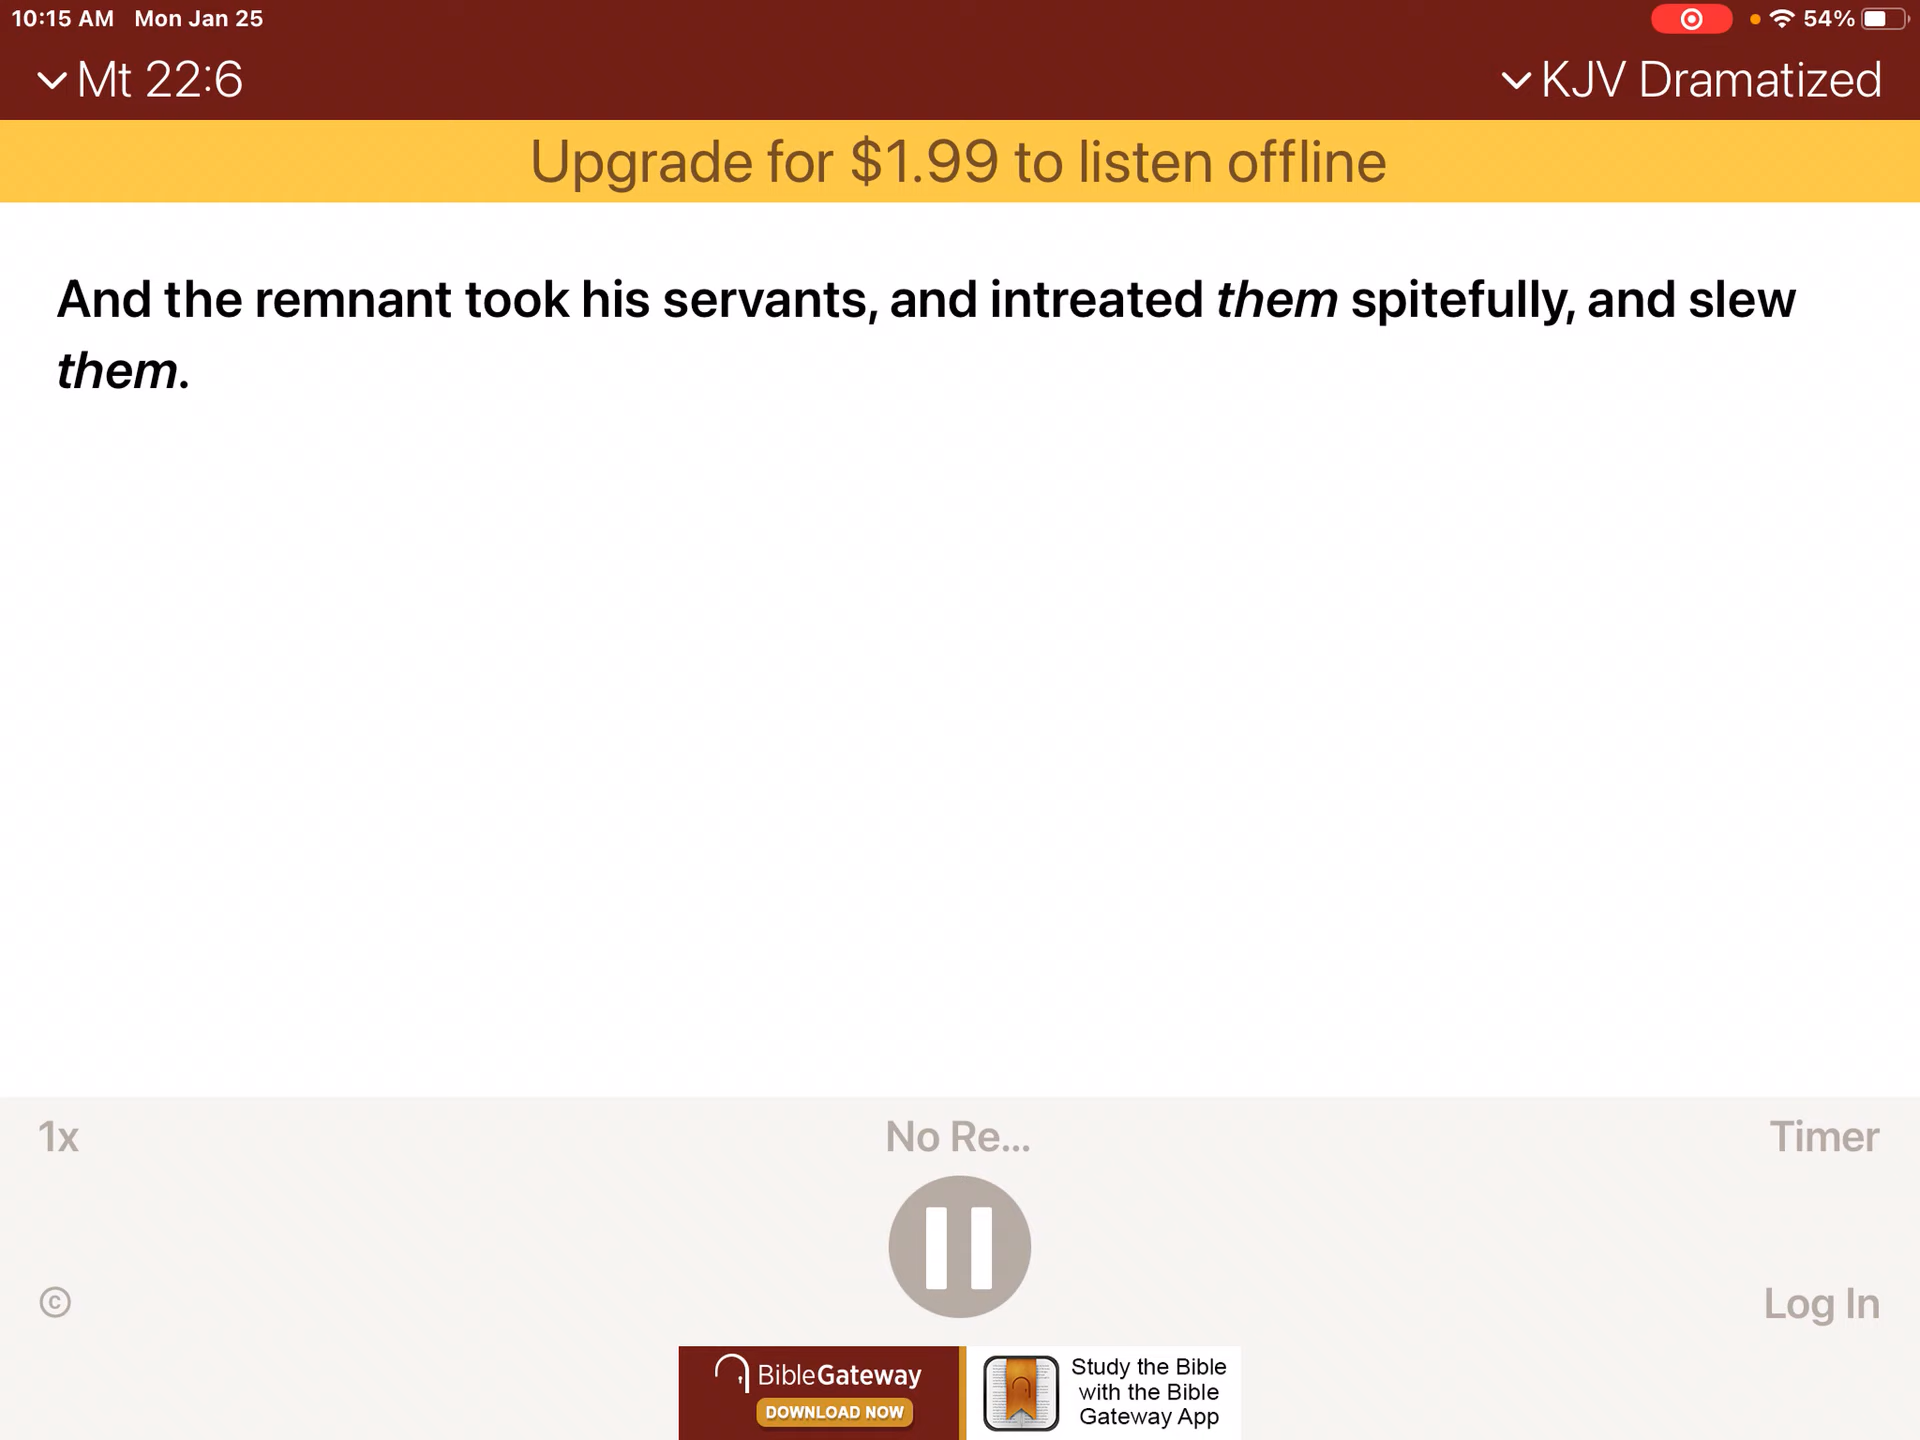 10:15 AM Mon Jan 25
54%
Mt 22:6
KJV Dramatized
Upgrade for $1.99 to listen offline
And the remnant took his servants, and intreated them spitefully, and slew
them.
1x
No Re...
Timer
©
Log In
BibleGateway
DOWNLOAD NOW
Study the Bible
with the Bible
Gateway App